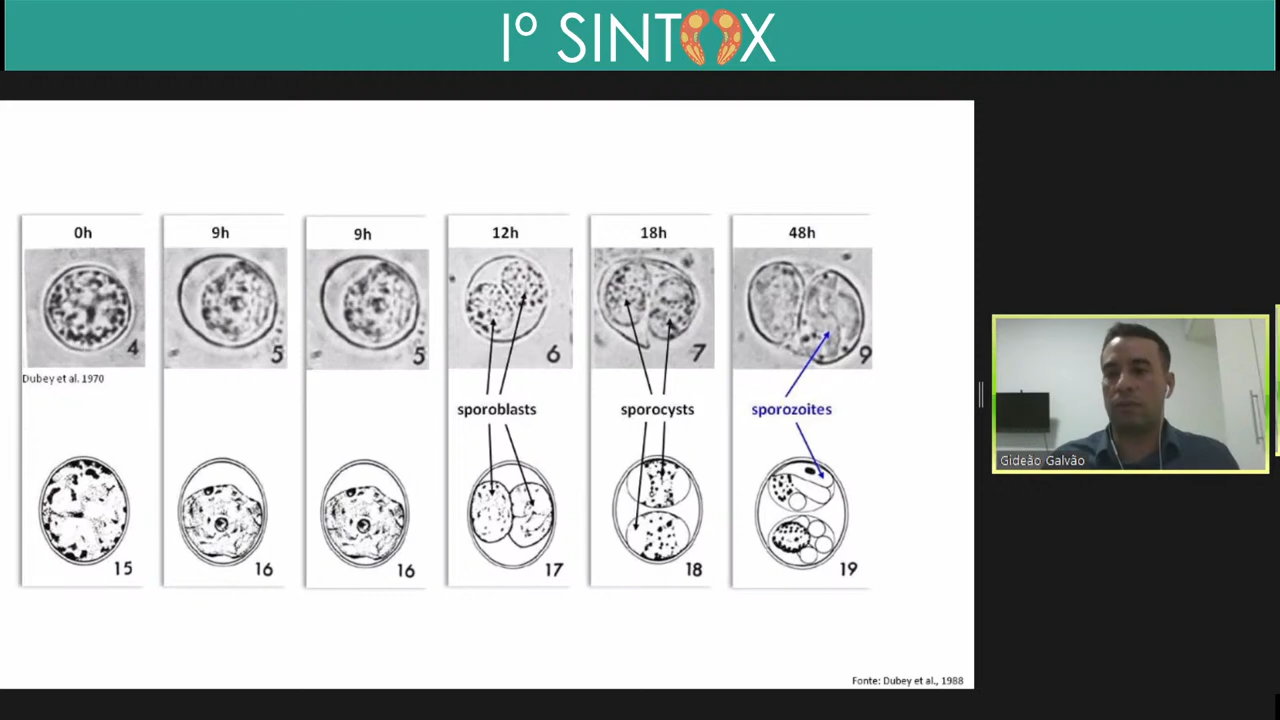 Iº SINTOX
0h
9h
9h
12h
18h
48h
4
5
5
6
7
9
Dubey et al. 1970
sporoblasts
sporocysts
sporozoites
15
16
16
17
18
19
Gideão Galvão
Fonte: Dubey et al., 1988